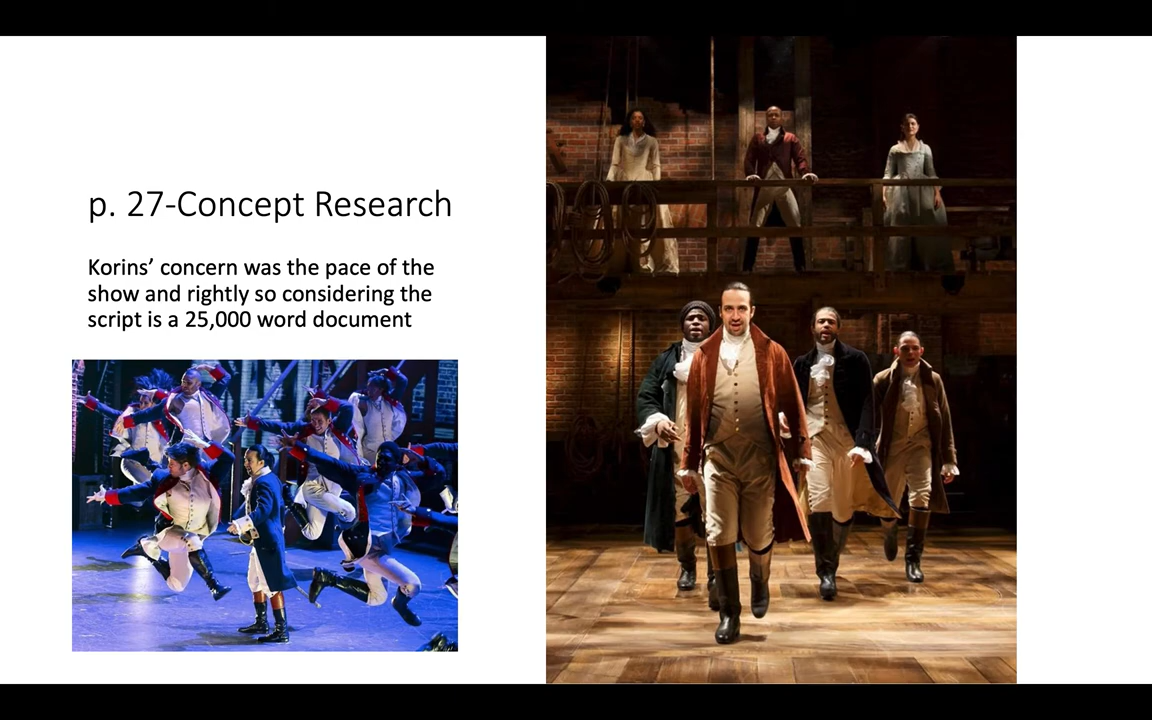 p. 27-Concept Research
Korins’ concern was the pace of the
show and rightly so considering the
script is a 25,000 word document